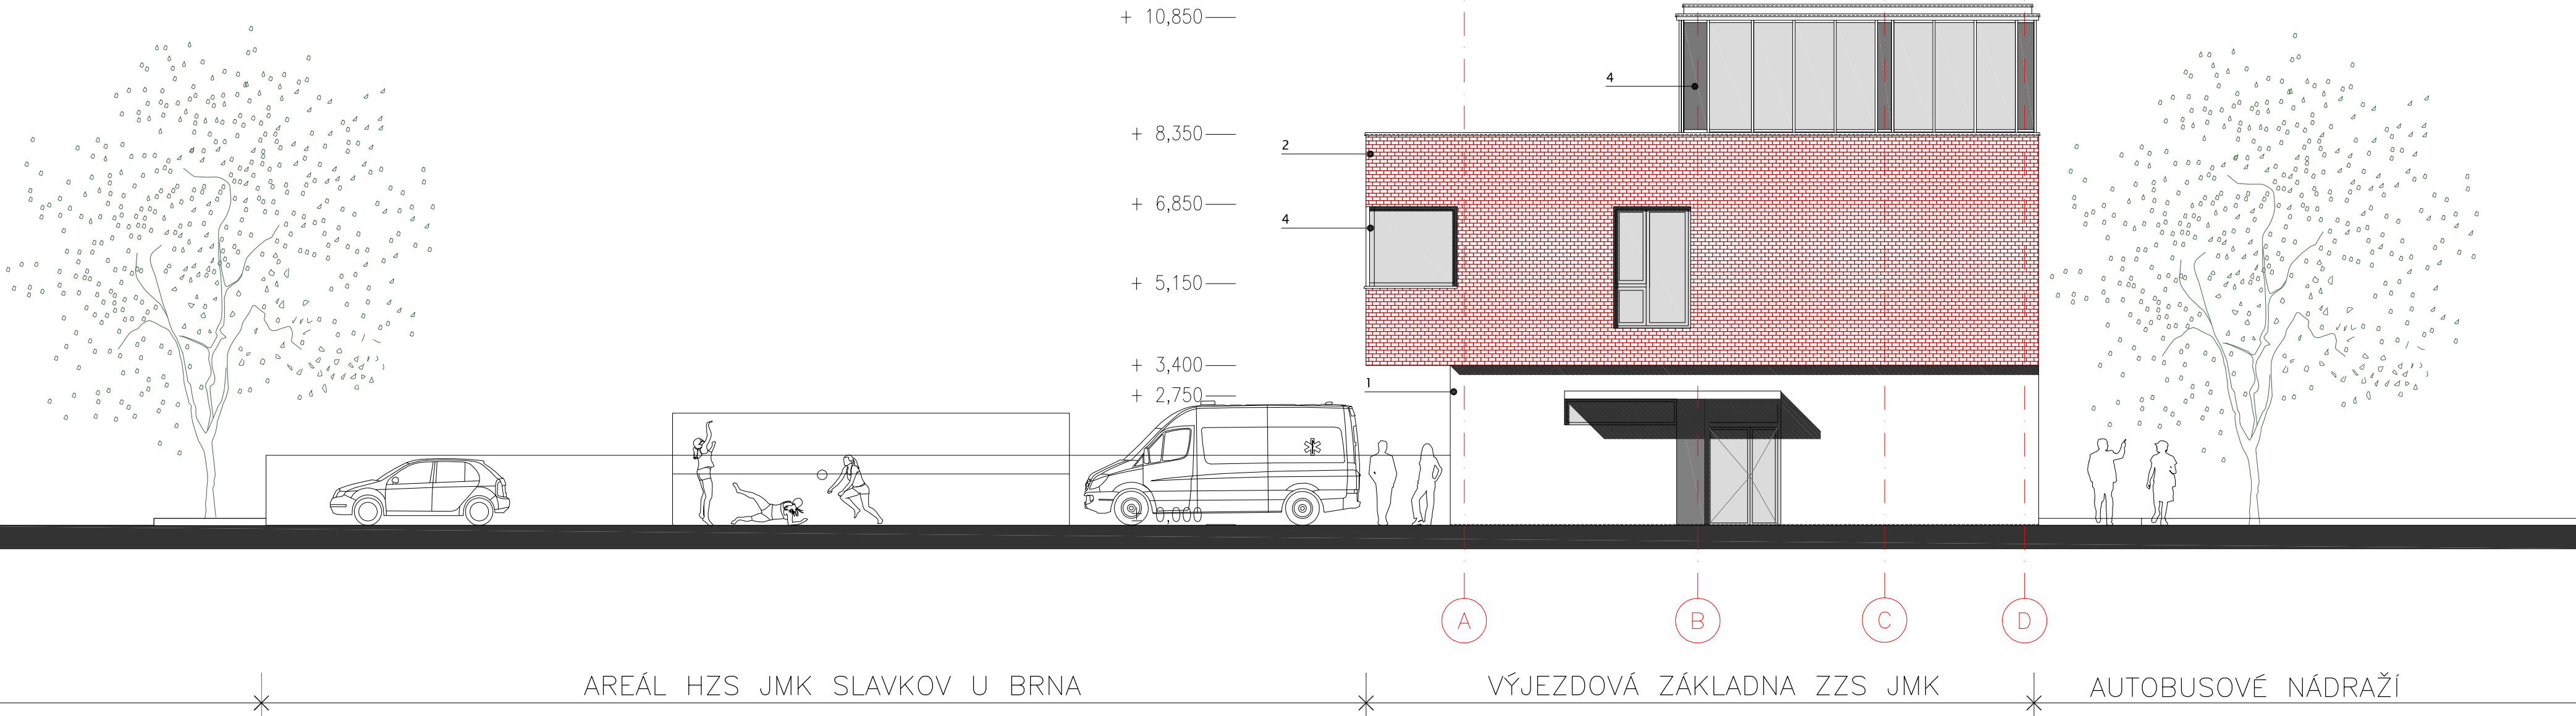 + 10,850
4
+ 8,350
2
+ 6,850
4
+ 5,150
+ 3,400
1
+ 2,750
± 0,000
A B C D
AREÁL HZS JMK SLAVKOV U BRNA
VÝJEZDOVÁ ZÁKLADNA ZZS JMK
AUTOBUSOVÉ NÁDRAŽÍ